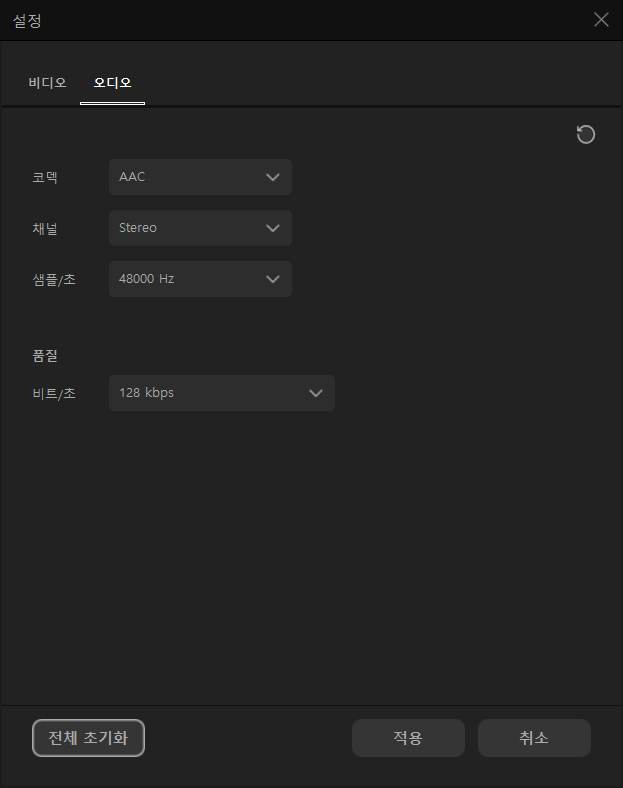 설정
비디오 오디오
코덱 AAC
채널 Stereo
샘플/초 48000 Hz
품질
비트/초 128 kbps
전체 초기화 적용 취소